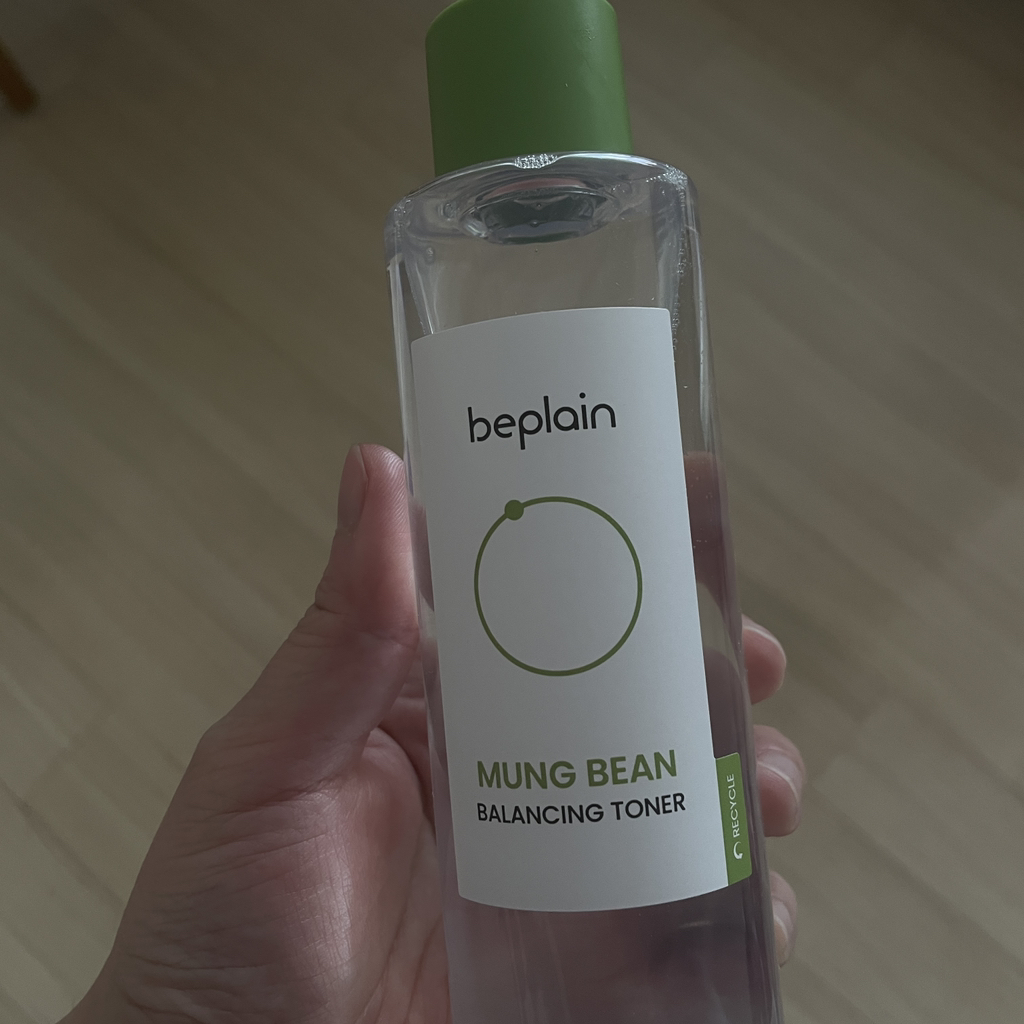 beplain
MUNG BEAN
BALANCING TONER
RECYCLE